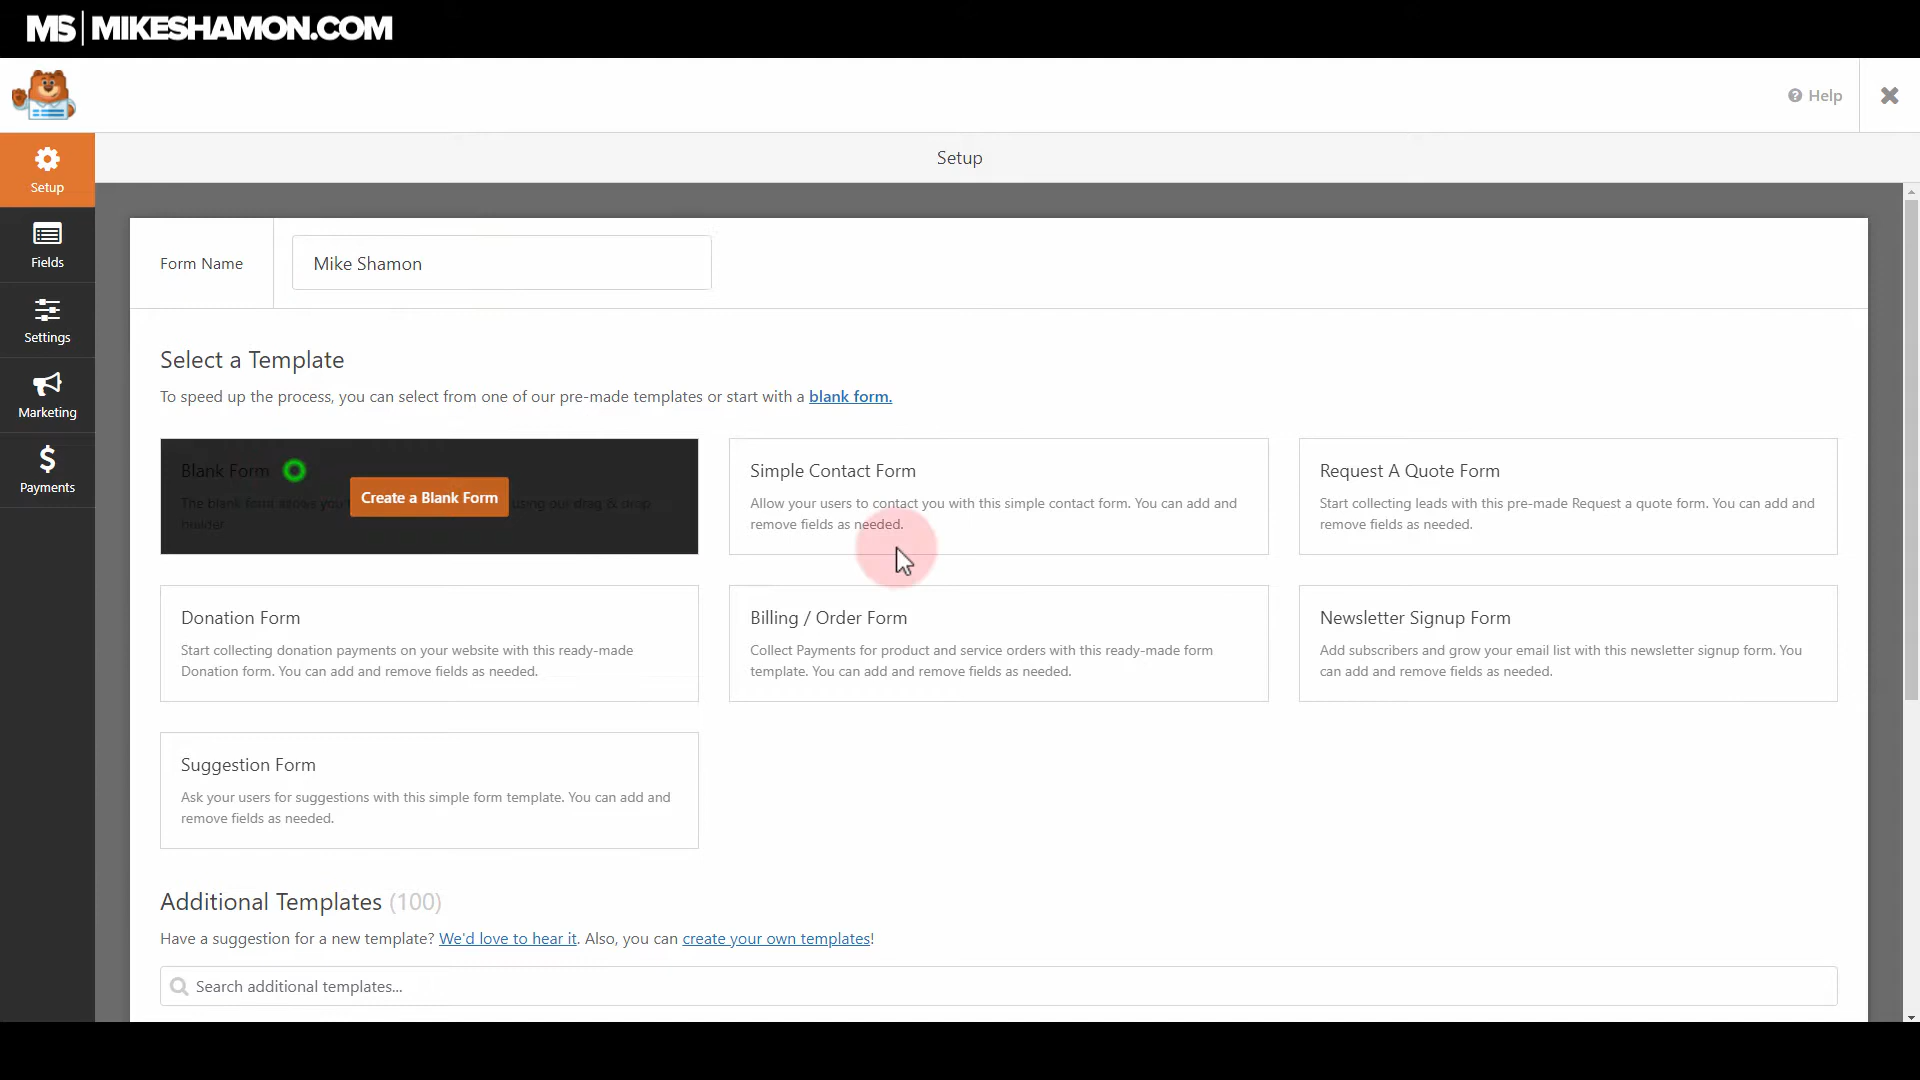 MS MIKESHAMON.COM
Help
Setup
Setup
Fields
Settings
Marketing
Payments
Form Name
Mike Shamon
Select a Template
To speed up the process, you can select from one of our pre-made templates or start with a blank form.
Blank Form
The blank form allows you
using our drag & drop
builder.
Create a Blank Form
Simple Contact Form
Allow your users to contact you with this simple contact form. You can add and
remove fields as needed.
Request A Quote Form
Start collecting leads with this pre-made Request a quote form. You can add and
remove fields as needed.
Donation Form
Start collecting donation payments on your website with this ready-made
Donation form. You can add and remove fields as needed.
Billing / Order Form
Collect Payments for product and service orders with this ready-made form
template. You can add and remove fields as needed.
Newsletter Signup Form
Add subscribers and grow your email list with this newsletter signup form. You
can add and remove fields as needed.
Suggestion Form
Ask your users for suggestions with this simple form template. You can add and
remove fields as needed.
Additional Templates (100)
Have a suggestion for a new template? We'd love to hear it. Also, you can create your own templates!
Search additional templates...